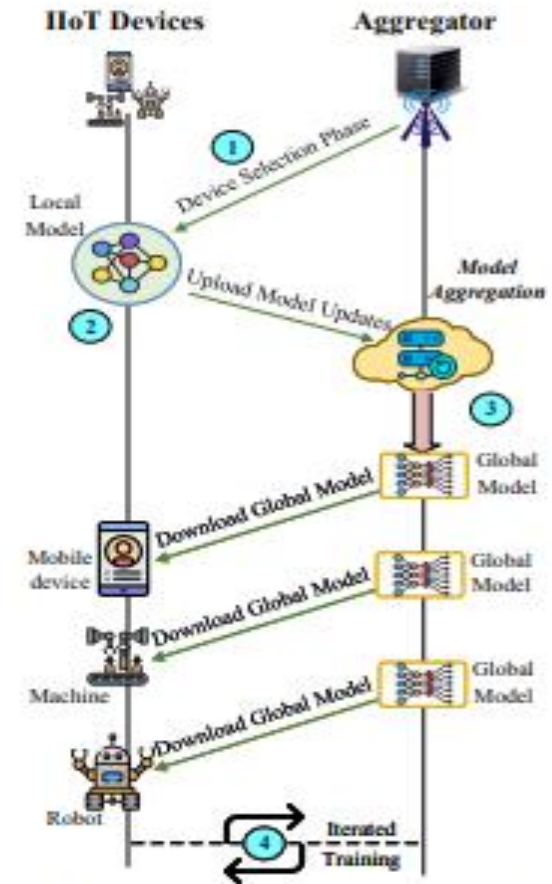 IIoT Devices
Aggregator
1
Device Selection Phase
Local
Model
Upload Model Updates
Model
Aggregation
2
3
Global
Model
Download Global Model
Mobile
device
Global
Model
Download Global Model
Machine
Global
Model
Download Global Model
Robot
4
Iterated
Training